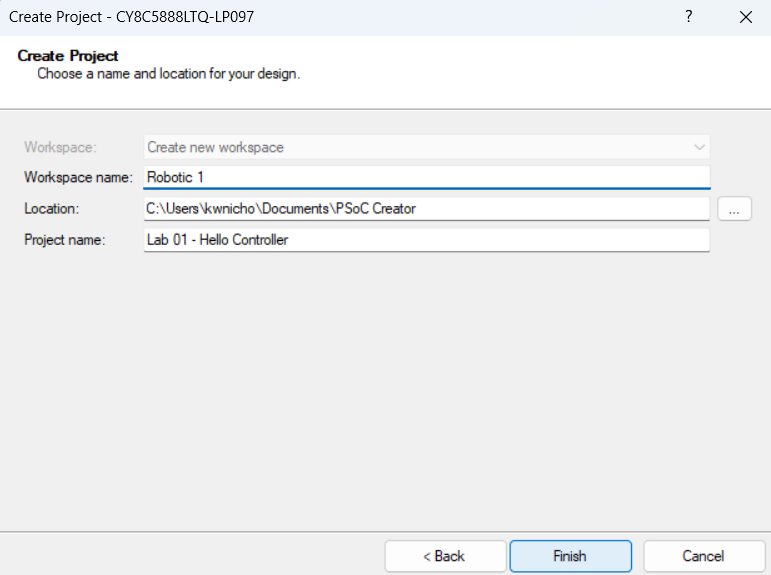 Create Project - CY8C5888LTQ-LP097 ?
Create Project
Choose a name and location for your design.
Workspace: Create new workspace
Workspace name: Robotic 1
Location: C:\Users\kwnicho\Documents\PSoC Creator ...
Project name: Lab 01 - Hello Controller
< Back Finish Cancel